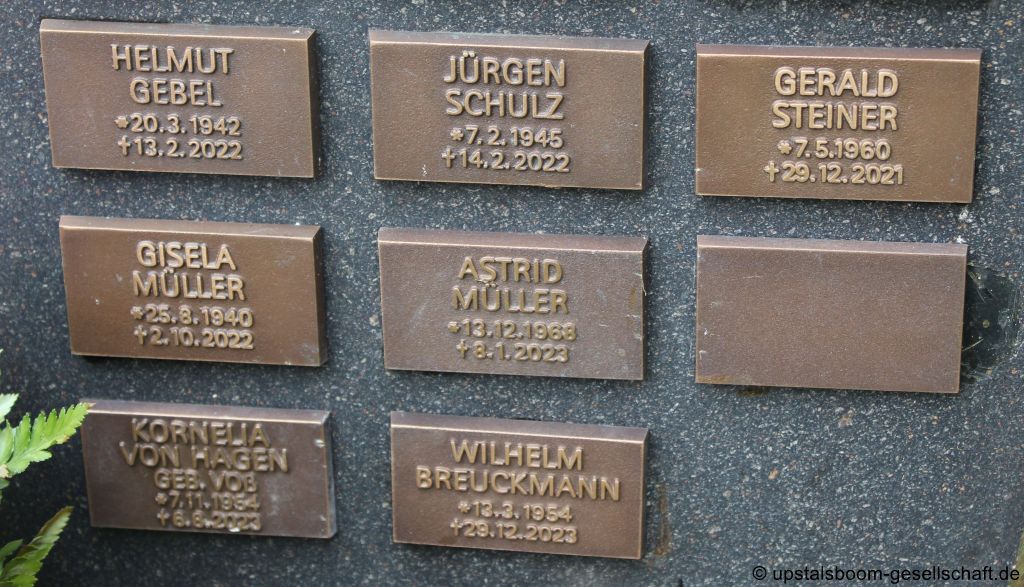 HELMUT
GEBEL
*20.3.1942
†13.2.2022
JÜRGEN
SCHULZ
*7.2.1945
†14.2.2022
GERALD
STEINER
*7.5.1960
†29.12.2021
GISELA
MÜLLER
*25.8.1940
†2.10.2022
ASTRID
MÜLLER
*13.12.1968
†8.1.2023
KORNELIA
VON HAGEN
GEB. VOß
*7.11.1954
†6.8.2023
WILHELM
BREUCKMANN
*13.3.1954
†29.12.2023
© upstalsboom-gesellschaft.de